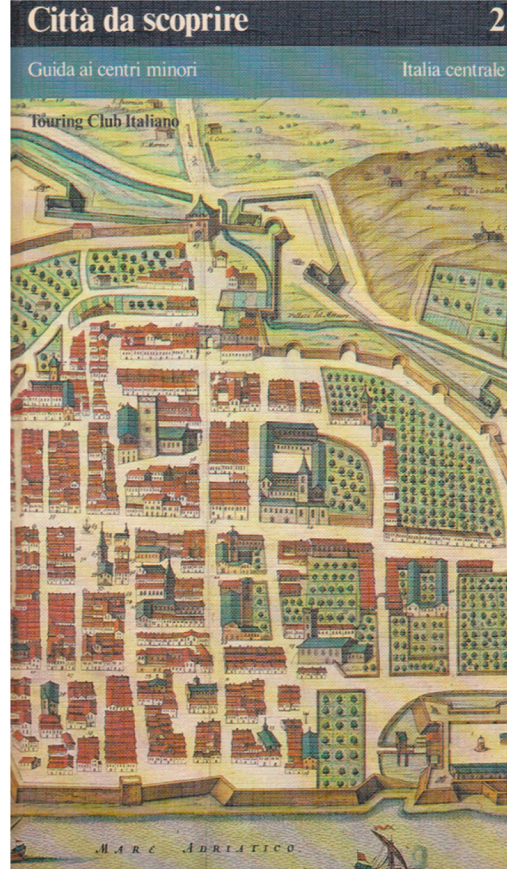 Città da scoprire 2
Guida ai centri minori Italia centrale
Touring Club Italiano
MARE ADRIATICO